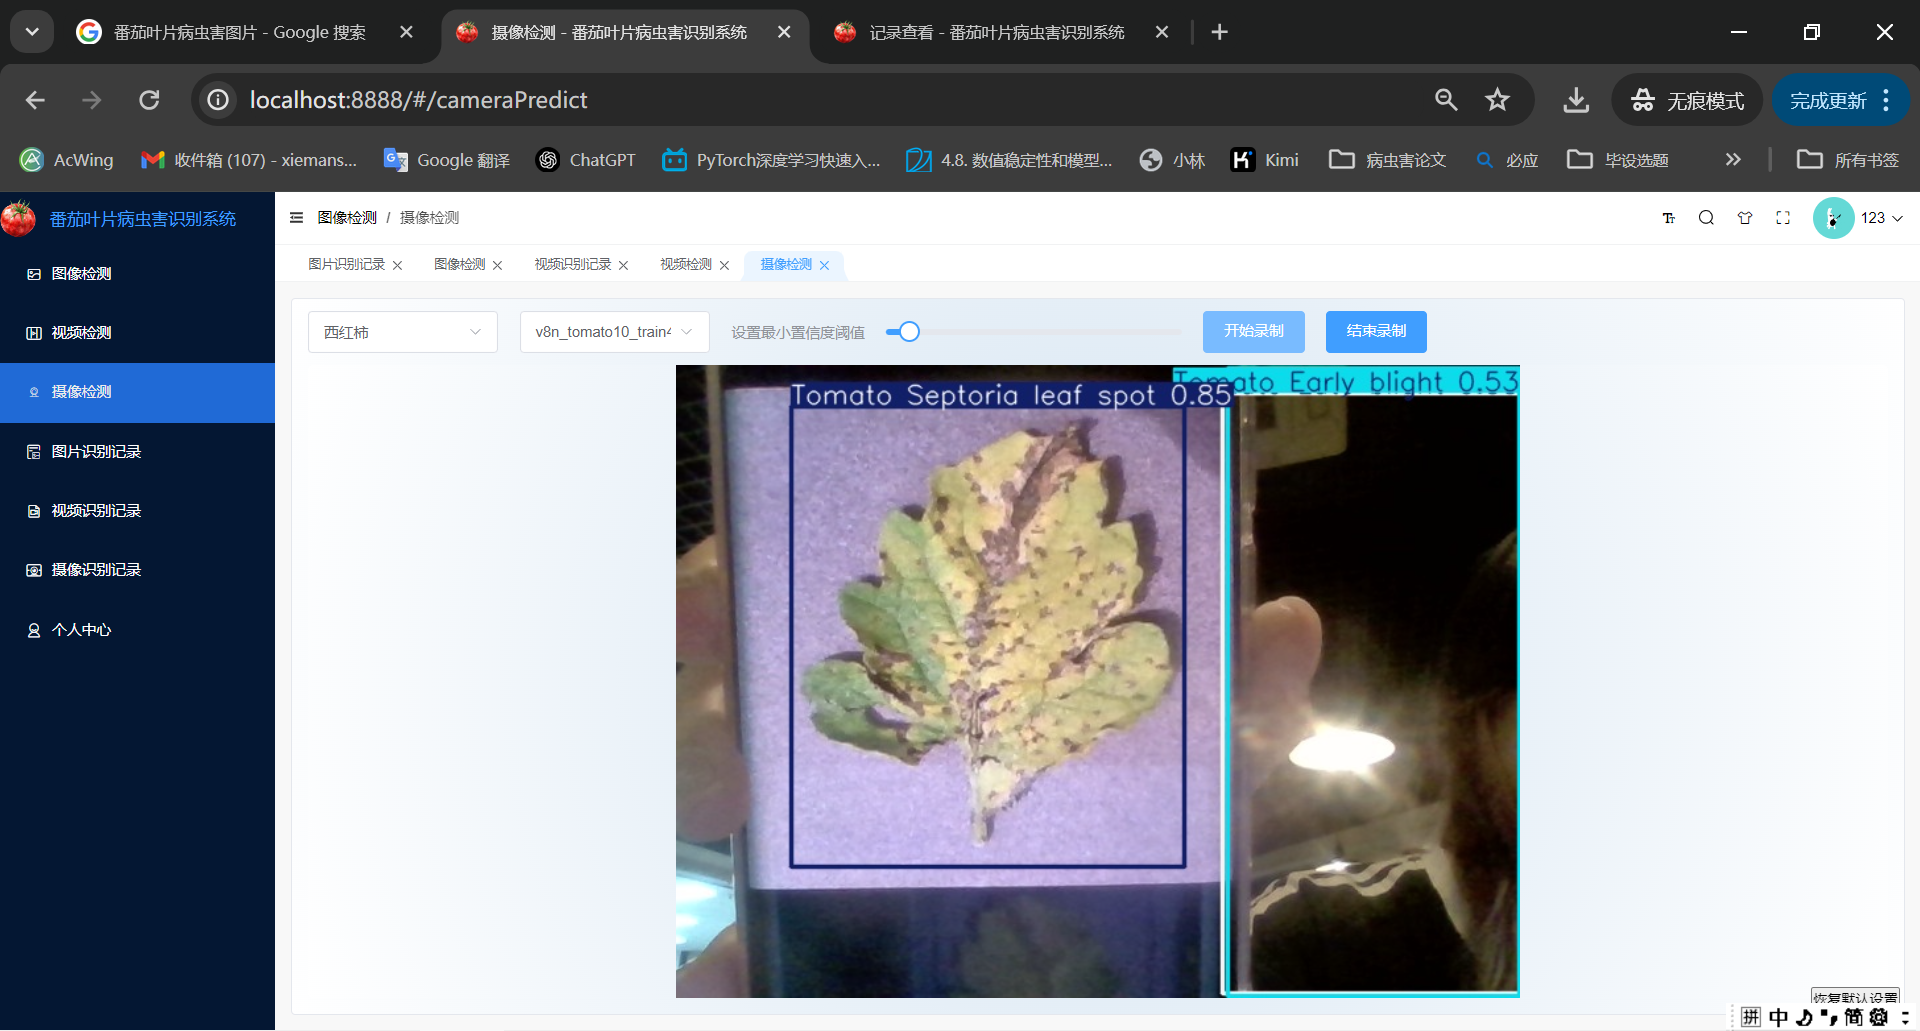 番茄叶片病虫害图片 - Google 搜索
摄像检测 - 番茄叶片病虫害识别系统
记录查看 - 番茄叶片病虫害识别系统
localhost:8888/#/cameraPredict
无痕模式
完成更新
AcWing
收件箱 (107) - xiemans...
Google 翻译
ChatGPT
PyTorch深度学习快速入...
4.8. 数值稳定性和模型...
小林
Kimi
病虫害论文
必应
毕设选题
所有书签
番茄叶片病虫害识别系统
图像检测 / 摄像检测
123
图像检测
视频检测
摄像检测
图片识别记录
视频识别记录
摄像识别记录
个人中心
图片识别记录
图像检测
视频识别记录
视频检测
摄像检测
西红柿
v8n_tomato10_train4
设置最小置信度阈值
开始录制
结束录制
Tomato Septoria leaf spot 0.85
Tomato Early blight 0.53
恢复默认设置
拼 中 简